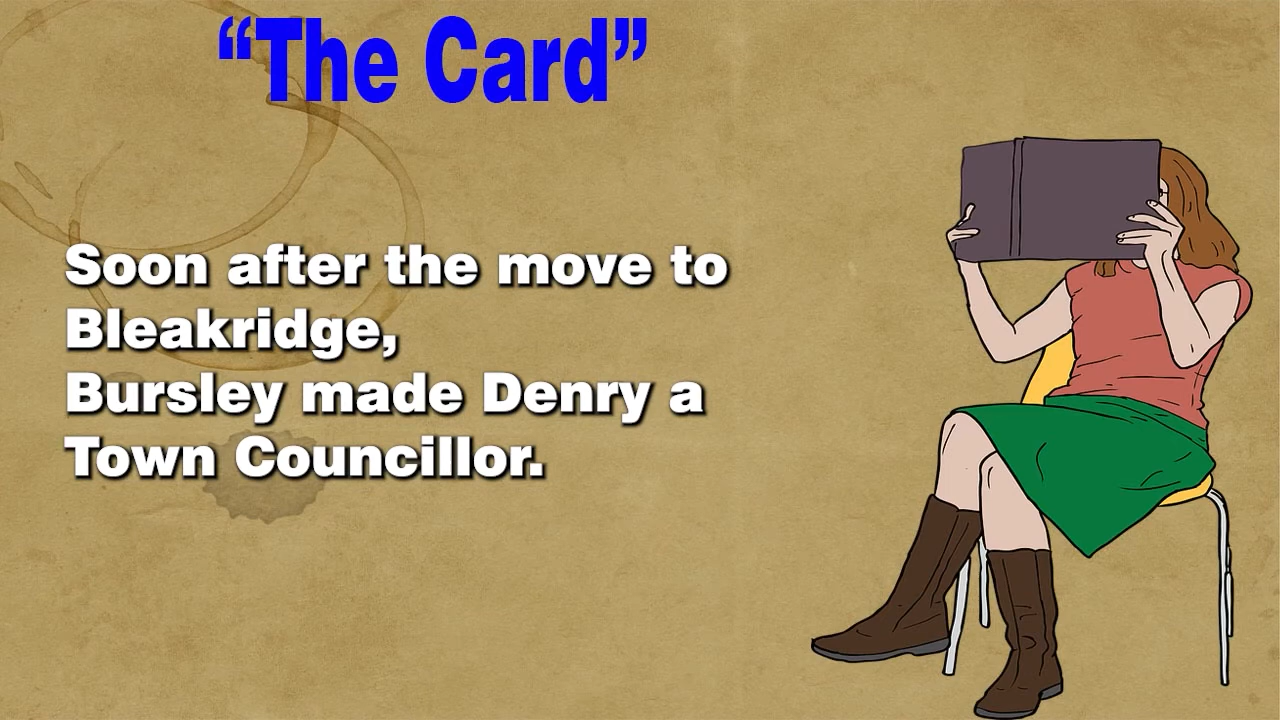 “The Card”
Soon after the move to
Bleakridge,
Bursley made Denry a
Town Councillor.